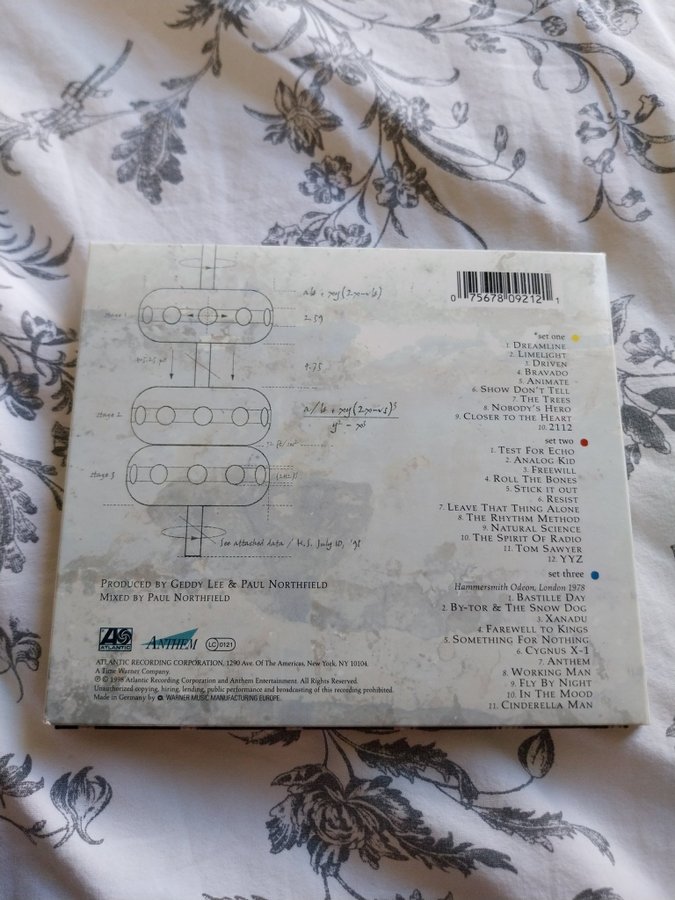 0 75678 09212 1
*set one
1. DREAMLINE
2. LIMELIGHT
3. DRIVEN
4. BRAVADO
5. ANIMATE
6. SHOW DON'T TELL
7. THE TREES
8. NOBODY'S HERO
9. CLOSER TO THE HEART
10. 2112
set two
1. TEST FOR ECHO
2. ANALOG KID
3. FREEWILL
4. ROLL THE BONES
5. STICK IT OUT
6. RESIST
7. LEAVE THAT THING ALONE
8. THE RHYTHM METHOD
9. NATURAL SCIENCE
10. THE SPIRIT OF RADIO
11. TOM SAWYER
12. YYZ
set three
Hammersmith Odeon, London 1978
1. BASTILLE DAY
2. BY-TOR & THE SNOW DOG
3. XANADU
4. FAREWELL TO KINGS
5. SOMETHING FOR NOTHING
6. CYGNUS X-1
7. ANTHEM
8. WORKING MAN
9. FLY BY NIGHT
10. IN THE MOOD
11. CINDERELLA MAN
stage
2.59
9.75
stage 2
stage 3
See attached data / H.S. July 10, '98
PRODUCED BY GEDDY LEE & PAUL NORTHFIELD
MIXED BY PAUL NORTHFIELD
ATLANTIC
ANTHEM
LC 0121
ATLANTIC RECORDING CORPORATION, 1290 AVE. OF THE AMERICAS, NEW YORK, NY 10104.
A Time Warner Company.
℗ © 1998 Atlantic Recording Corporation and Anthem Entertainment. All Rights Reserved.
Unauthorized copying, hiring, lending, public performance and broadcasting of this recording prohibited.
Made in Germany by WARNER MUSIC MANUFACTURING EUROPE.